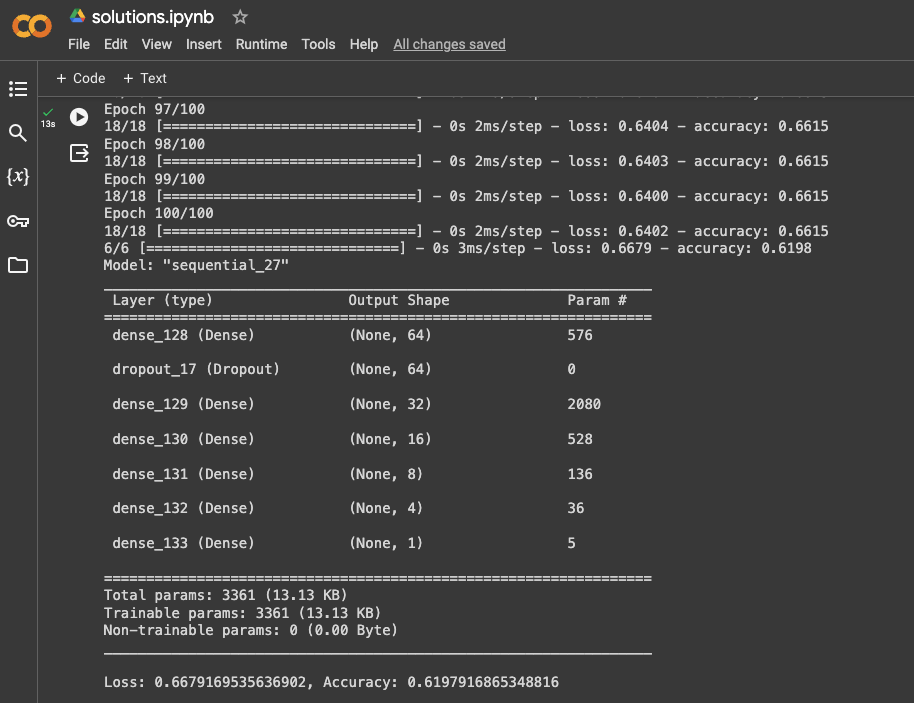 solutions.ipynb
File Edit View Insert Runtime Tools Help All changes saved
+ Code + Text
13s
Epoch 97/100
18/18 [==============================] - 0s 2ms/step - loss: 0.6404 - accuracy: 0.6615
Epoch 98/100
18/18 [==============================] - 0s 2ms/step - loss: 0.6403 - accuracy: 0.6615
Epoch 99/100
18/18 [==============================] - 0s 2ms/step - loss: 0.6400 - accuracy: 0.6615
Epoch 100/100
18/18 [==============================] - 0s 2ms/step - loss: 0.6402 - accuracy: 0.6615
6/6 [==============================] - 0s 3ms/step - loss: 0.6679 - accuracy: 0.6198
Model: "sequential_27"
_________________________________________________________________
Layer (type) Output Shape Param #
=================================================================
dense_128 (Dense) (None, 64) 576
dropout_17 (Dropout) (None, 64) 0
dense_129 (Dense) (None, 32) 2080
dense_130 (Dense) (None, 16) 528
dense_131 (Dense) (None, 8) 136
dense_132 (Dense) (None, 4) 36
dense_133 (Dense) (None, 1) 5
=================================================================
Total params: 3361 (13.13 KB)
Trainable params: 3361 (13.13 KB)
Non-trainable params: 0 (0.00 Byte)
_________________________________________________________________
Loss: 0.6679169535636902, Accuracy: 0.6197916865348816